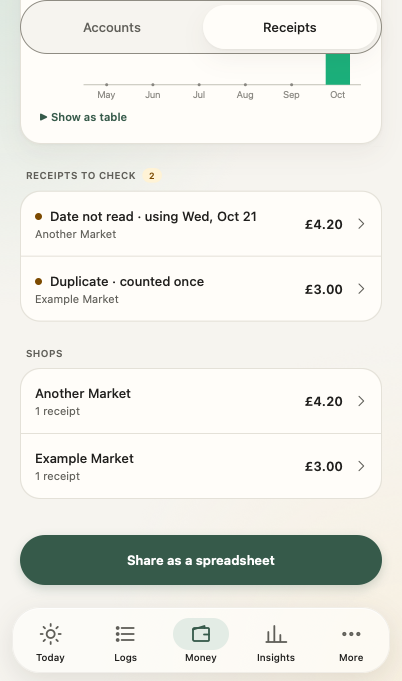 Accounts
Receipts
May Jun Jul Aug Sep Oct
Show as table
RECEIPTS TO CHECK 2
Date not read · using Wed, Oct 21
Another Market
£4.20
Duplicate · counted once
Example Market
£3.00
SHOPS
Another Market
1 receipt
£4.20
Example Market
1 receipt
£3.00
Share as a spreadsheet
Today
Logs
Money
Insights
More